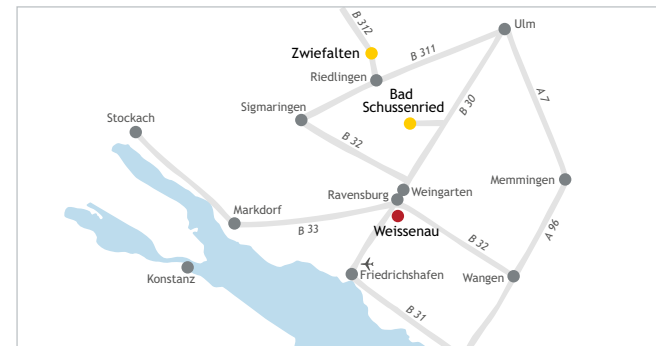 B 312
Ulm
Zwiefalten
B 311
Riedlingen
A 7
Bad
Schussenried
B 30
Sigmaringen
Stockach
B 32
Memmingen
Ravensburg
Weingarten
Markdorf
B 33
Weissenau
A 96
B 32
Konstanz
Friedrichshafen
Wangen
B 31